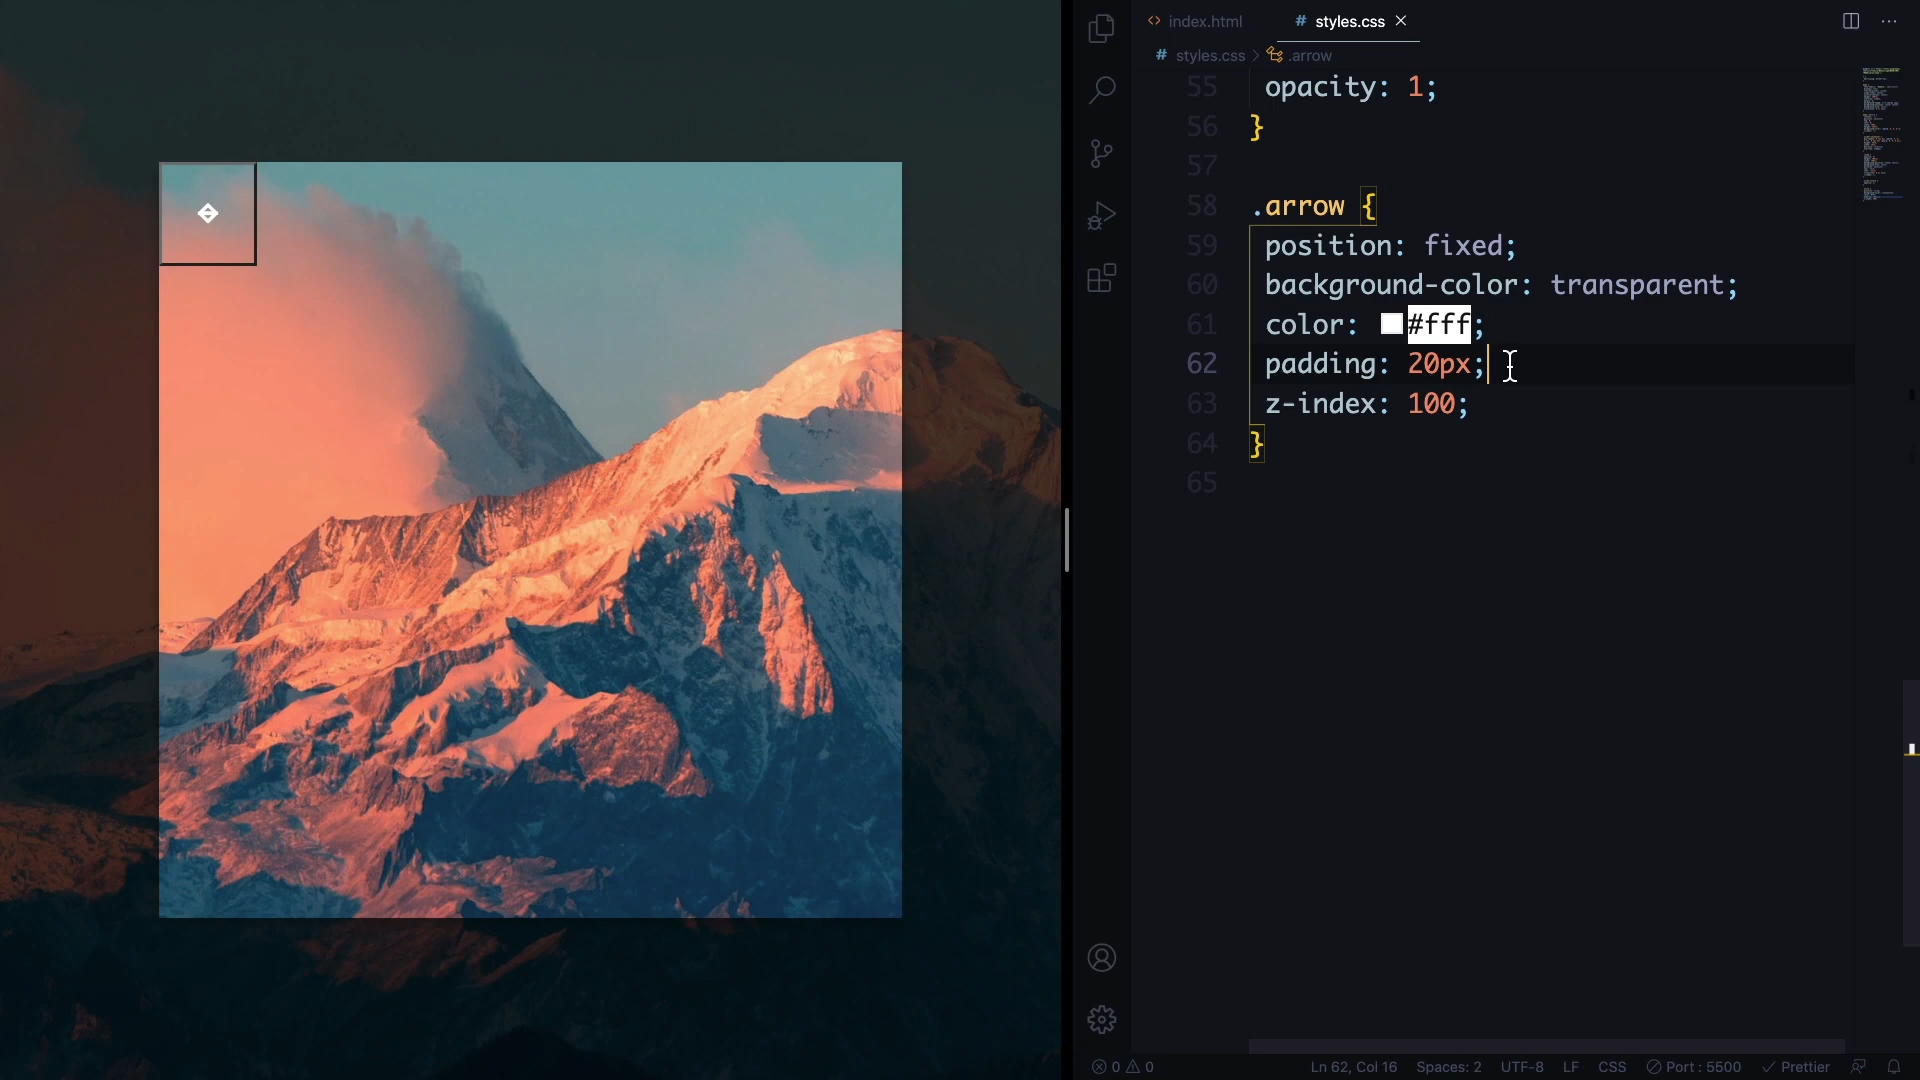 index.html
# styles.css
# styles.css > .arrow
55 opacity: 1;
56 }
57
58 .arrow {
59 position: fixed;
60 background-color: transparent;
61 color: #fff;
62 padding: 20px;
63 z-index: 100;
64 }
65
0 0 Ln 62, Col 16 Spaces: 2 UTF-8 LF CSS Port : 5500 Prettier